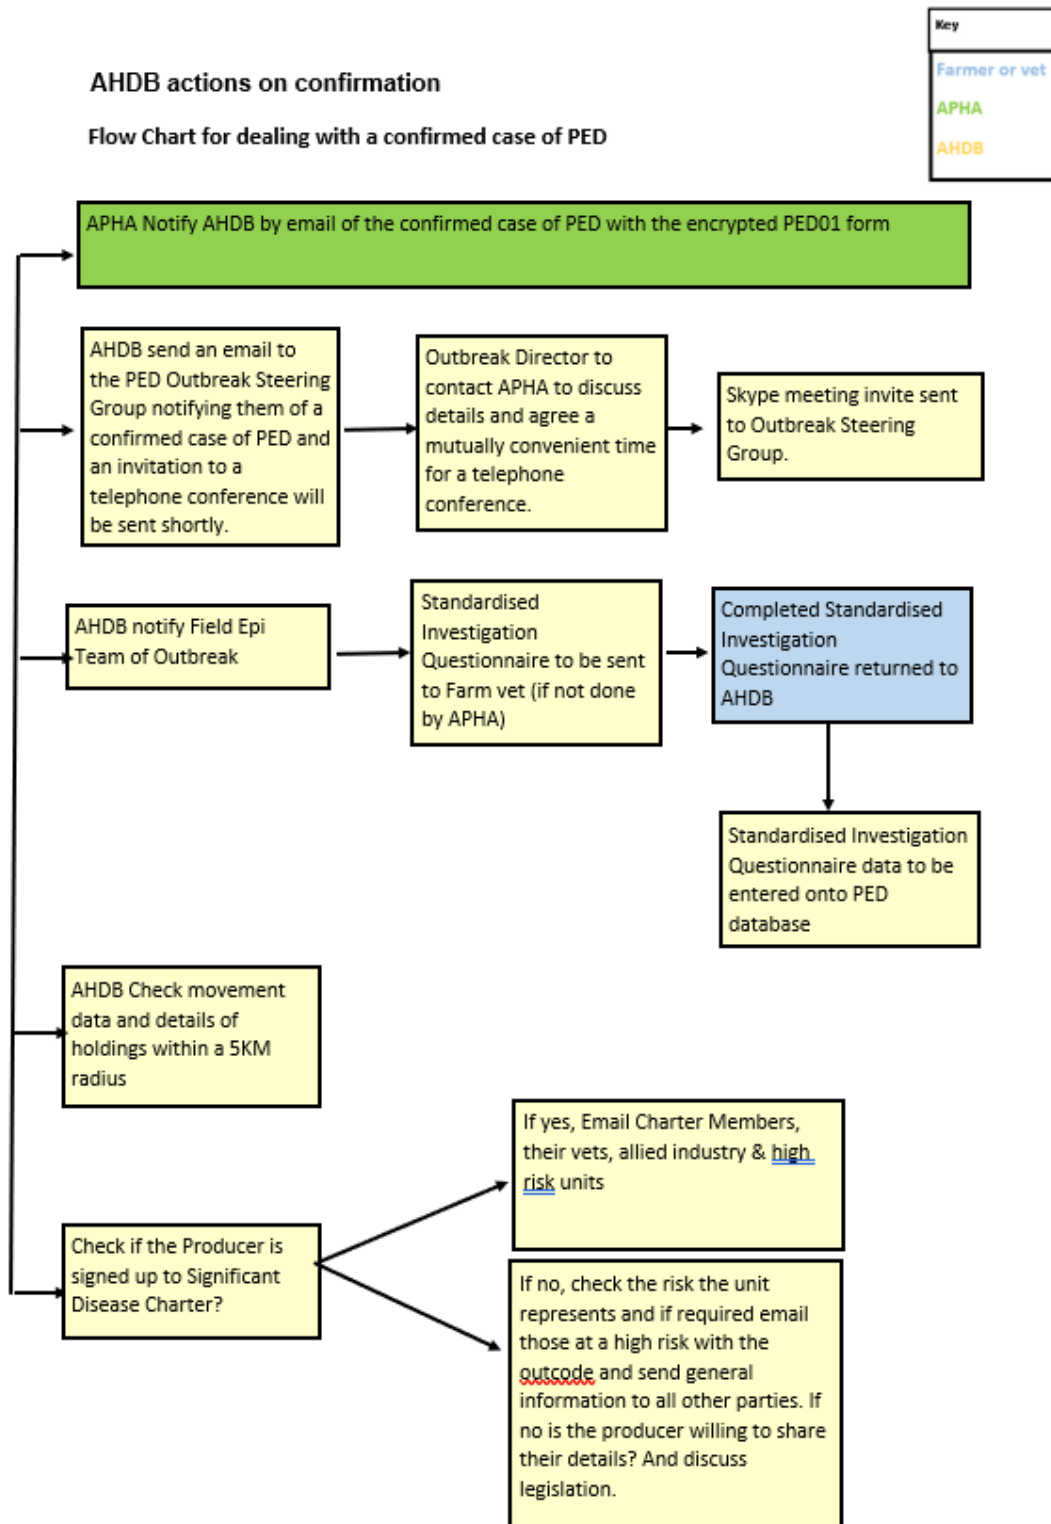 Key
Farmer or vet
APHA
AHDB
AHDB actions on confirmation
Flow Chart for dealing with a confirmed case of PED
APHA Notify AHDB by email of the confirmed case of PED with the encrypted PED01 form
AHDB send an email to
the PED Outbreak Steering
Group notifying them of a
confirmed case of PED and
an invitation to a
telephone conference will
be sent shortly.
Outbreak Director to
contact APHA to discuss
details and agree a
mutually convenient time
for a telephone
conference.
Skype meeting invite sent
to Outbreak Steering
Group.
AHDB notify Field Epi
Team of Outbreak
Standardised
Investigation
Questionnaire to be sent
to Farm vet (if not done
by APHA)
Completed Standardised
Investigation
Questionnaire returned to
AHDB
Standardised Investigation
Questionnaire data to be
entered onto PED
database
AHDB Check movement
data and details of
holdings within a 5KM
radius
Check if the Producer is
signed up to Significant
Disease Charter?
If yes, Email Charter Members,
their vets, allied industry & high
risk units
If no, check the risk the unit
represents and if required email
those at a high risk with the
outcode and send general
information to all other parties. If
no is the producer willing to share
their details? And discuss
legislation.